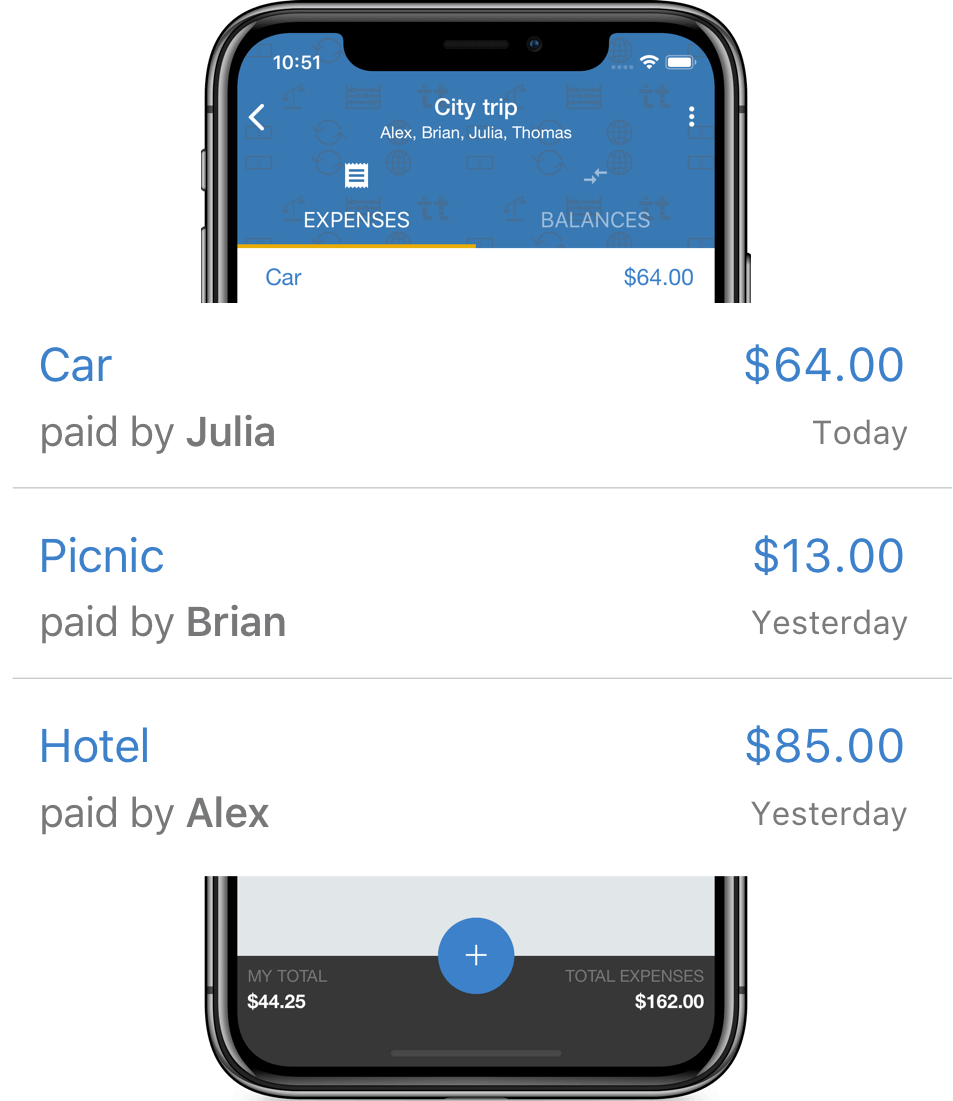 10:51
City trip
Alex, Brian, Julia, Thomas
EXPENSES BALANCES
Car $64.00
Car $64.00
paid by Julia Today
Picnic $13.00
paid by Brian Yesterday
Hotel $85.00
paid by Alex Yesterday
+
MY TOTAL TOTAL EXPENSES
$44.25 $162.00